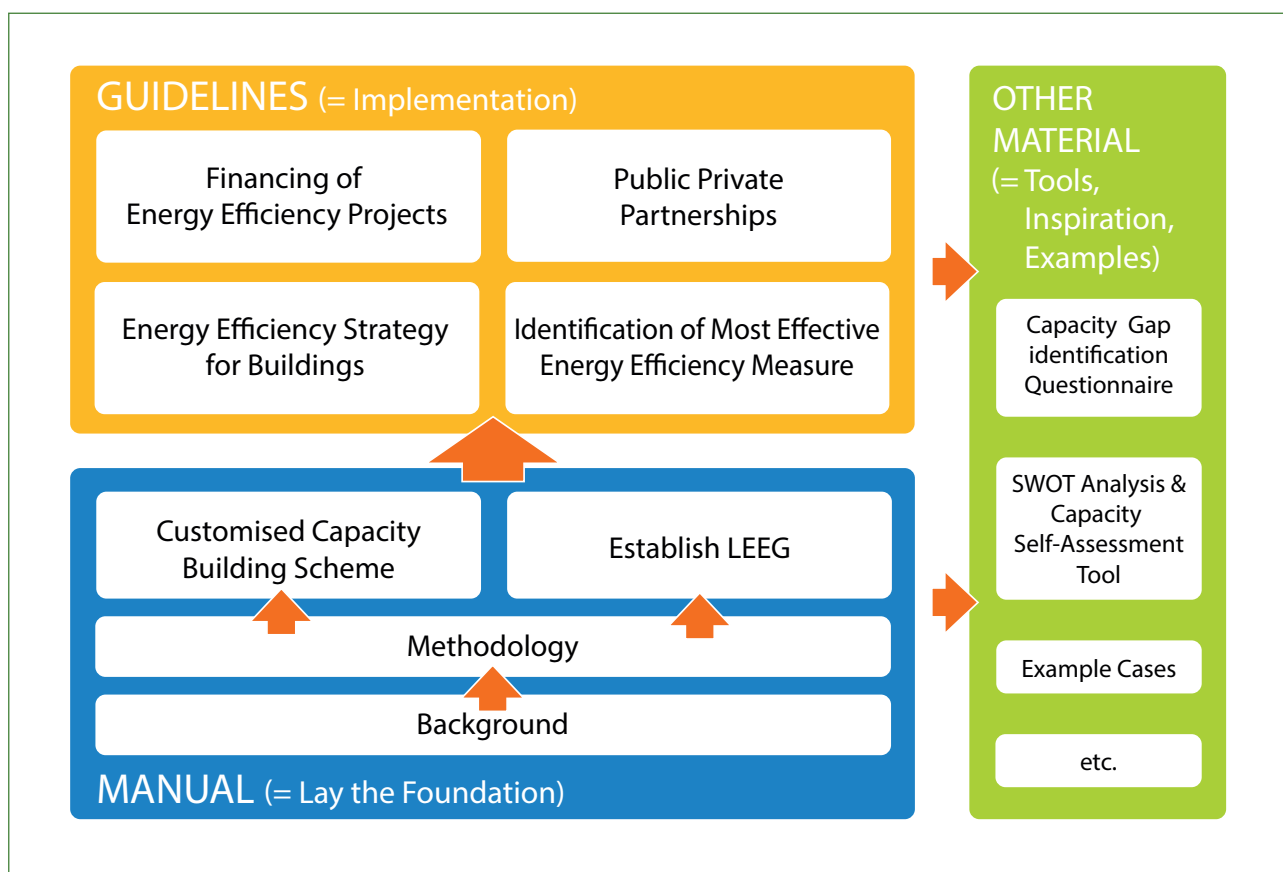 GUIDELINES (= Implementation)
Financing of
Energy Efficiency Projects
Public Private
Partnerships
Energy Efficiency Strategy
for Buildings
Identification of Most Effective
Energy Efficiency Measure
Customised Capacity
Building Scheme
Establish LEEG
Methodology
Background
MANUAL (= Lay the Foundation)
OTHER
MATERIAL
(= Tools,
Inspiration,
Examples)
Capacity Gap
identification
Questionnaire
SWOT Analysis &
Capacity
Self-Assessment
Tool
Example Cases
etc.